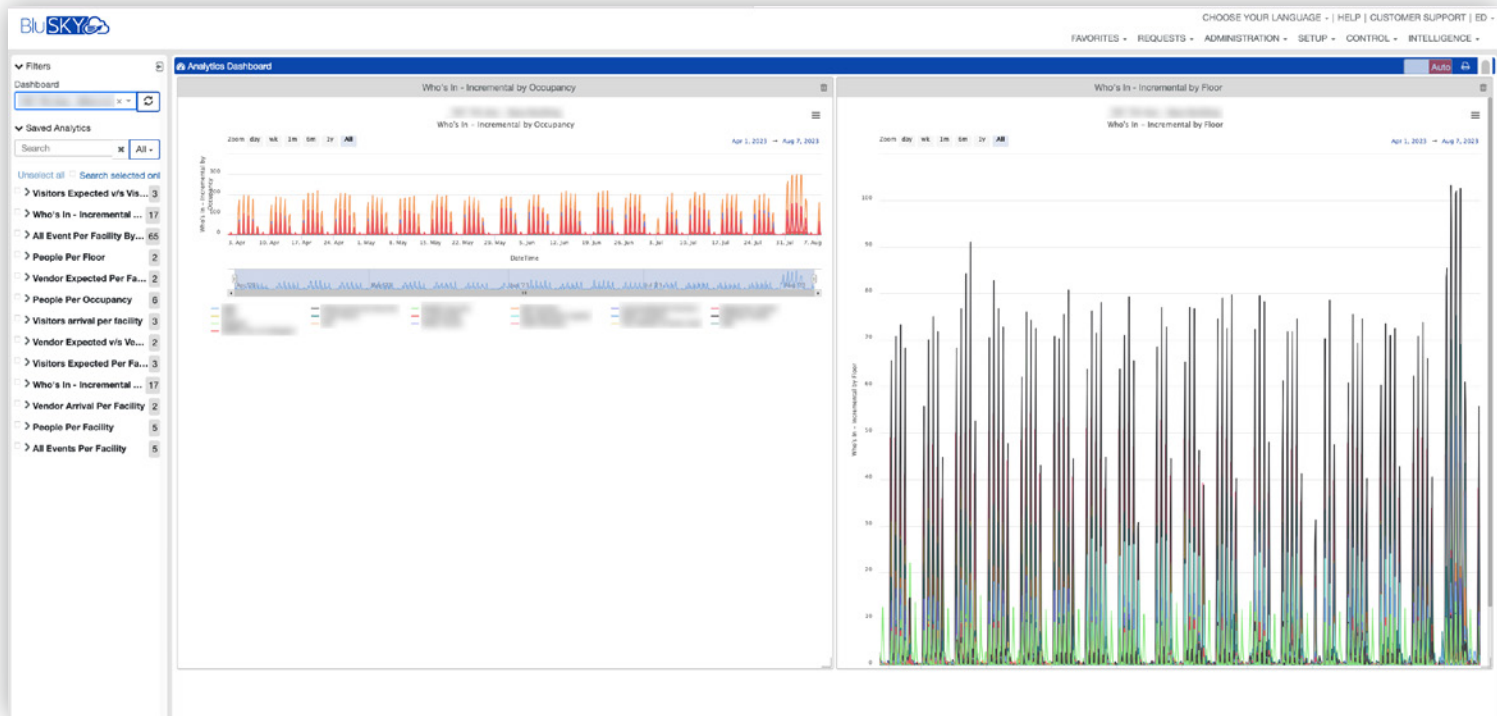 BluSKY
CHOOSE YOUR LANGUAGE | HELP | CUSTOMER SUPPORT | ED
FAVORITES REQUESTS ADMINISTRATION SETUP CONTROL INTELLIGENCE
Filters
Dashboard
Saved Analytics
Search All
Unselect all Search selected onl
Visitors Expected v/s Vis... 3
Who's In - Incremental ... 17
All Event Per Facility By... 65
People Per Floor 2
Vendor Expected Per Fa... 2
People Per Occupancy 6
Visitors arrival per facility 3
Vendor Expected v/s Ve... 2
Visitors Expected Per Fa... 3
Who's In - Incremental ... 17
Vendor Arrival Per Facility 2
People Per Facility 5
All Events Per Facility 5
Analytics Dashboard
Auto
Who's In - Incremental by Occupancy
Who's In - Incremental by Occupancy
Zoom day wk 1m 6m 1y All
Apr 1, 2023 → Aug 7, 2023
Who's In - Incremental by
Occupancy
0
3. Apr 10. Apr 17. Apr 24. Apr 1. May 8. May 15. May 22. May 29. May 5. Jun 12. Jun 19. Jun 26. Jun 3. Jul 10. Jul 17. Jul 24. Jul 31. Jul 7. Aug
DateTime
Who's In - Incremental by Floor
Who's In - Incremental by Floor
Zoom day wk 1m 6m 1y All
Apr 1, 2023 → Aug 7, 2023
Who's In - Incremental by Floor
100
90
80
70
60
50
40
30
20
10
0